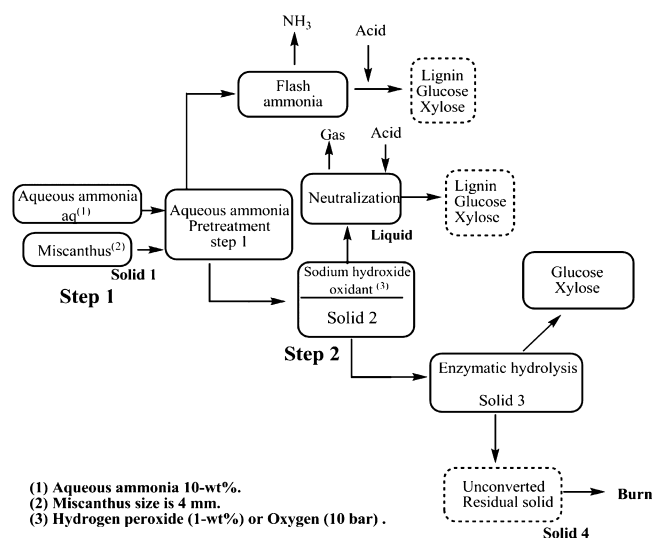 NH3
Acid
Flash
ammonia
Lignin
Glucose
Xylose
Gas
Acid
Neutralization
Liquid
Lignin
Glucose
Xylose
Aqueous ammonia
aq(1)
Miscanthus(2)
Solid 1
Step 1
Aqueous ammonia
Pretreatment
step 1
Sodium hydroxide
oxidant (3)
Solid 2
Step 2
Glucose
Xylose
Enzymatic hydrolysis
Solid 3
Unconverted
Residual solid
Solid 4
Burn
(1) Aqueous ammonia 10-wt%.
(2) Miscanthus size is 4 mm.
(3) Hydrogen peroxide (1-wt%) or Oxygen (10 bar) .